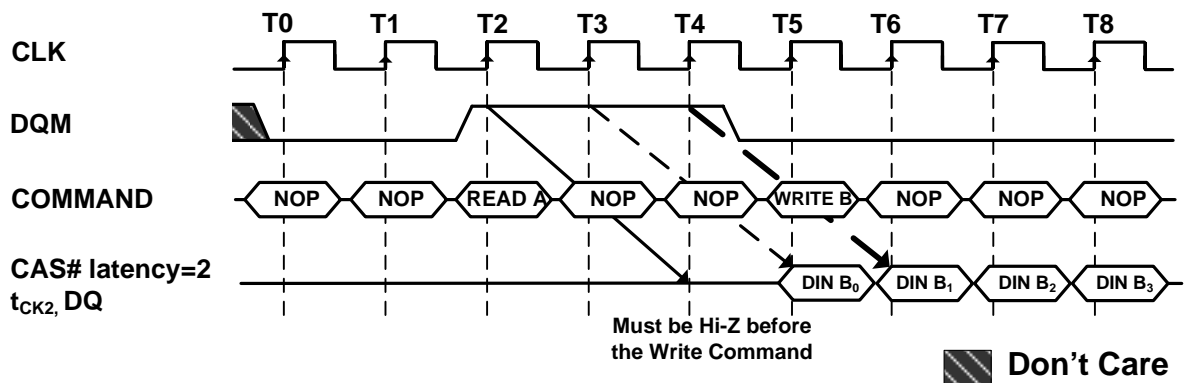 T0 T1 T2 T3 T4 T5 T6 T7 T8
CLK
DQM
COMMAND NOP NOP READ A NOP NOP WRITE B NOP NOP NOP
CAS# latency=2
tCK2, DQ DIN B0 DIN B1 DIN B2 DIN B3
Must be Hi-Z before
the Write Command
Don't Care